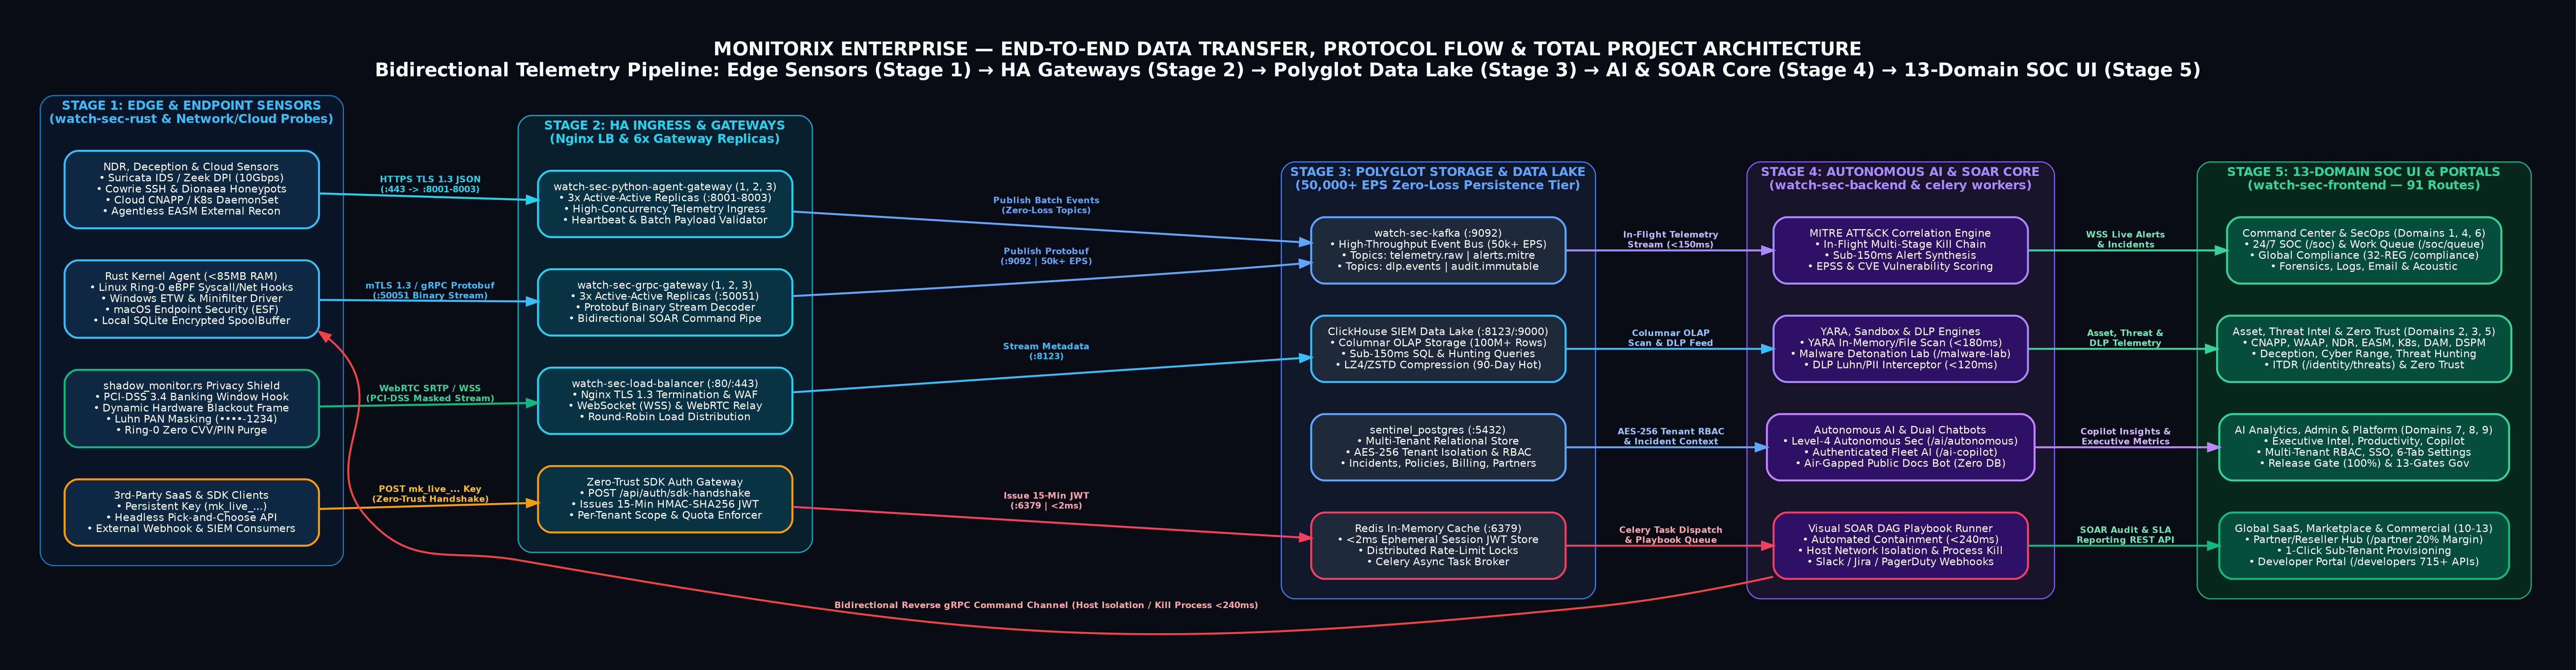 MONITORIX ENTERPRISE — END-TO-END DATA TRANSFER, PROTOCOL FLOW & TOTAL PROJECT ARCHITECTURE
Bidirectional Telemetry Pipeline: Edge Sensors (Stage 1) → HA Gateways (Stage 2) → Polyglot Data Lake (Stage 3) → AI & SOAR Core (Stage 4) → 13-Domain SOC UI (Stage 5)
STAGE 1: EDGE & ENDPOINT SENSORS
(watch-sec-rust & Network/Cloud Probes)
NDR, Deception & Cloud Sensors
• Suricata IDS / Zeek DPI (10Gbps)
• Cowrie SSH & Dionaea Honeypots
• Cloud CNAPP / K8s DaemonSet
• Agentless EASM External Recon
Rust Kernel Agent (<85MB RAM)
• Linux Ring-0 eBPF Syscall/Net Hooks
• Windows ETW & Minifilter Driver
• macOS Endpoint Security (ESF)
• Local SQLite Encrypted SpoolBuffer
shadow_monitor.rs Privacy Shield
• PCI-DSS 3.4 Banking Window Hook
• Dynamic Hardware Blackout Frame
• Luhn PAN Masking (••••-1234)
• Ring-0 Zero CVV/PIN Purge
3rd-Party SaaS & SDK Clients
• Persistent Key (mk_live_...)
• Headless Pick-and-Choose API
• External Webhook & SIEM Consumers
HTTPS TLS 1.3 JSON
(:443 -> :8001-8003)
mTLS 1.3 / gRPC Protobuf
(:50051 Binary Stream)
WebRTC SRTP / WSS
(PCI-DSS Masked Stream)
POST mk_live_... Key
(Zero-Trust Handshake)
STAGE 2: HA INGRESS & GATEWAYS
(Nginx LB & 6x Gateway Replicas)
watch-sec-python-agent-gateway (1, 2, 3)
• 3x Active-Active Replicas (:8001-8003)
• High-Concurrency Telemetry Ingress
• Heartbeat & Batch Payload Validator
watch-sec-grpc-gateway (1, 2, 3)
• 3x Active-Active Replicas (:50051)
• Protobuf Binary Stream Decoder
• Bidirectional SOAR Command Pipe
watch-sec-load-balancer (:80/:443)
• Nginx TLS 1.3 Termination & WAF
• WebSocket (WSS) & WebRTC Relay
• Round-Robin Load Distribution
Zero-Trust SDK Auth Gateway
• POST /api/auth/sdk-handshake
• Issues 15-Min HMAC-SHA256 JWT
• Per-Tenant Scope & Quota Enforcer
Publish Batch Events
(Zero-Loss Topics)
Publish Protobuf
(:9092 | 50k+ EPS)
Stream Metadata
(:8123)
Issue 15-Min JWT
(:6379 | <2ms)
Bidirectional Reverse gRPC Command Channel (Host Isolation / Kill Process <240ms)
STAGE 3: POLYGLOT STORAGE & DATA LAKE
(50,000+ EPS Zero-Loss Persistence Tier)
watch-sec-kafka (:9092)
• High-Throughput Event Bus (50k+ EPS)
• Topics: telemetry.raw | alerts.mitre
• Topics: dlp.events | audit.immutable
ClickHouse SIEM Data Lake (:8123/:9000)
• Columnar OLAP Storage (100M+ Rows)
• Sub-150ms SQL & Hunting Queries
• LZ4/ZSTD Compression (90-Day Hot)
sentinel_postgres (:5432)
• Multi-Tenant Relational Store
• AES-256 Tenant Isolation & RBAC
• Incidents, Policies, Billing, Partners
Redis In-Memory Cache (:6379)
• <2ms Ephemeral Session JWT Store
• Distributed Rate-Limit Locks
• Celery Async Task Broker
In-Flight Telemetry
Stream (<150ms)
Columnar OLAP
Scan & DLP Feed
AES-256 Tenant RBAC
& Incident Context
Celery Task Dispatch
& Playbook Queue
STAGE 4: AUTONOMOUS AI & SOAR CORE
(watch-sec-backend & celery workers)
MITRE ATT&CK Correlation Engine
• In-Flight Multi-Stage Kill Chain
• Sub-150ms Alert Synthesis
• EPSS & CVE Vulnerability Scoring
YARA, Sandbox & DLP Engines
• YARA In-Memory/File Scan (<180ms)
• Malware Detonation Lab (/malware-lab)
• DLP Luhn/PII Interceptor (<120ms)
Autonomous AI & Dual Chatbots
• Level-4 Autonomous Sec (/ai/autonomous)
• Authenticated Fleet AI (/ai-copilot)
• Air-Gapped Public Docs Bot (Zero DB)
Visual SOAR DAG Playbook Runner
• Automated Containment (<240ms)
• Host Network Isolation & Process Kill
• Slack / Jira / PagerDuty Webhooks
WSS Live Alerts
& Incidents
Asset, Threat &
DLP Telemetry
Copilot Insights &
Executive Metrics
SOAR Audit & SLA
Reporting REST API
STAGE 5: 13-DOMAIN SOC UI & PORTALS
(watch-sec-frontend — 91 Routes)
Command Center & SecOps (Domains 1, 4, 6)
• 24/7 SOC (/soc) & Work Queue (/soc/queue)
• Global Compliance (32-REG /compliance)
• Forensics, Logs, Email & Acoustic
Asset, Threat Intel & Zero Trust (Domains 2, 3, 5)
• CNAPP, WAAP, NDR, EASM, K8s, DAM, DSPM
• Deception, Cyber Range, Threat Hunting
• ITDR (/identity/threats) & Zero Trust
AI Analytics, Admin & Platform (Domains 7, 8, 9)
• Executive Intel, Productivity, Copilot
• Multi-Tenant RBAC, SSO, 6-Tab Settings
• Release Gate (100%) & 13-Gates Gov
Global SaaS, Marketplace & Commercial (10-13)
• Partner/Reseller Hub (/partner 20% Margin)
• 1-Click Sub-Tenant Provisioning
• Developer Portal (/developers 715+ APIs)